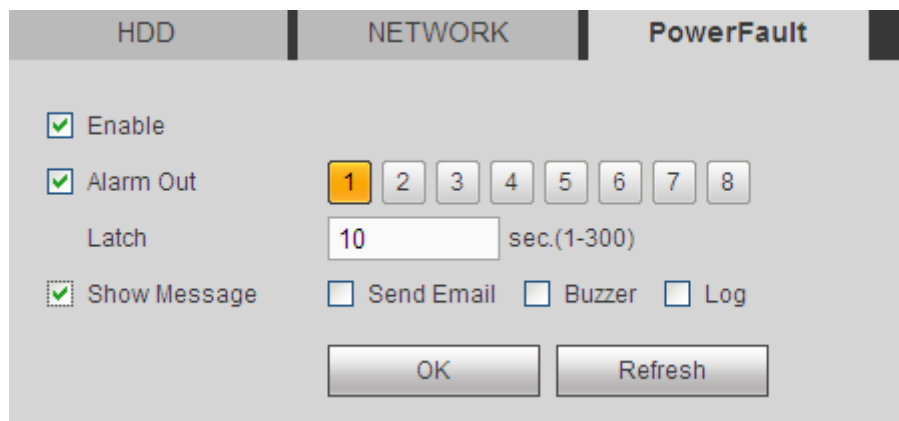 HDD NETWORK PowerFault
Enable
Alarm Out 1 2 3 4 5 6 7 8
Latch 10 sec.(1-300)
Show Message Send Email Buzzer Log
OK Refresh